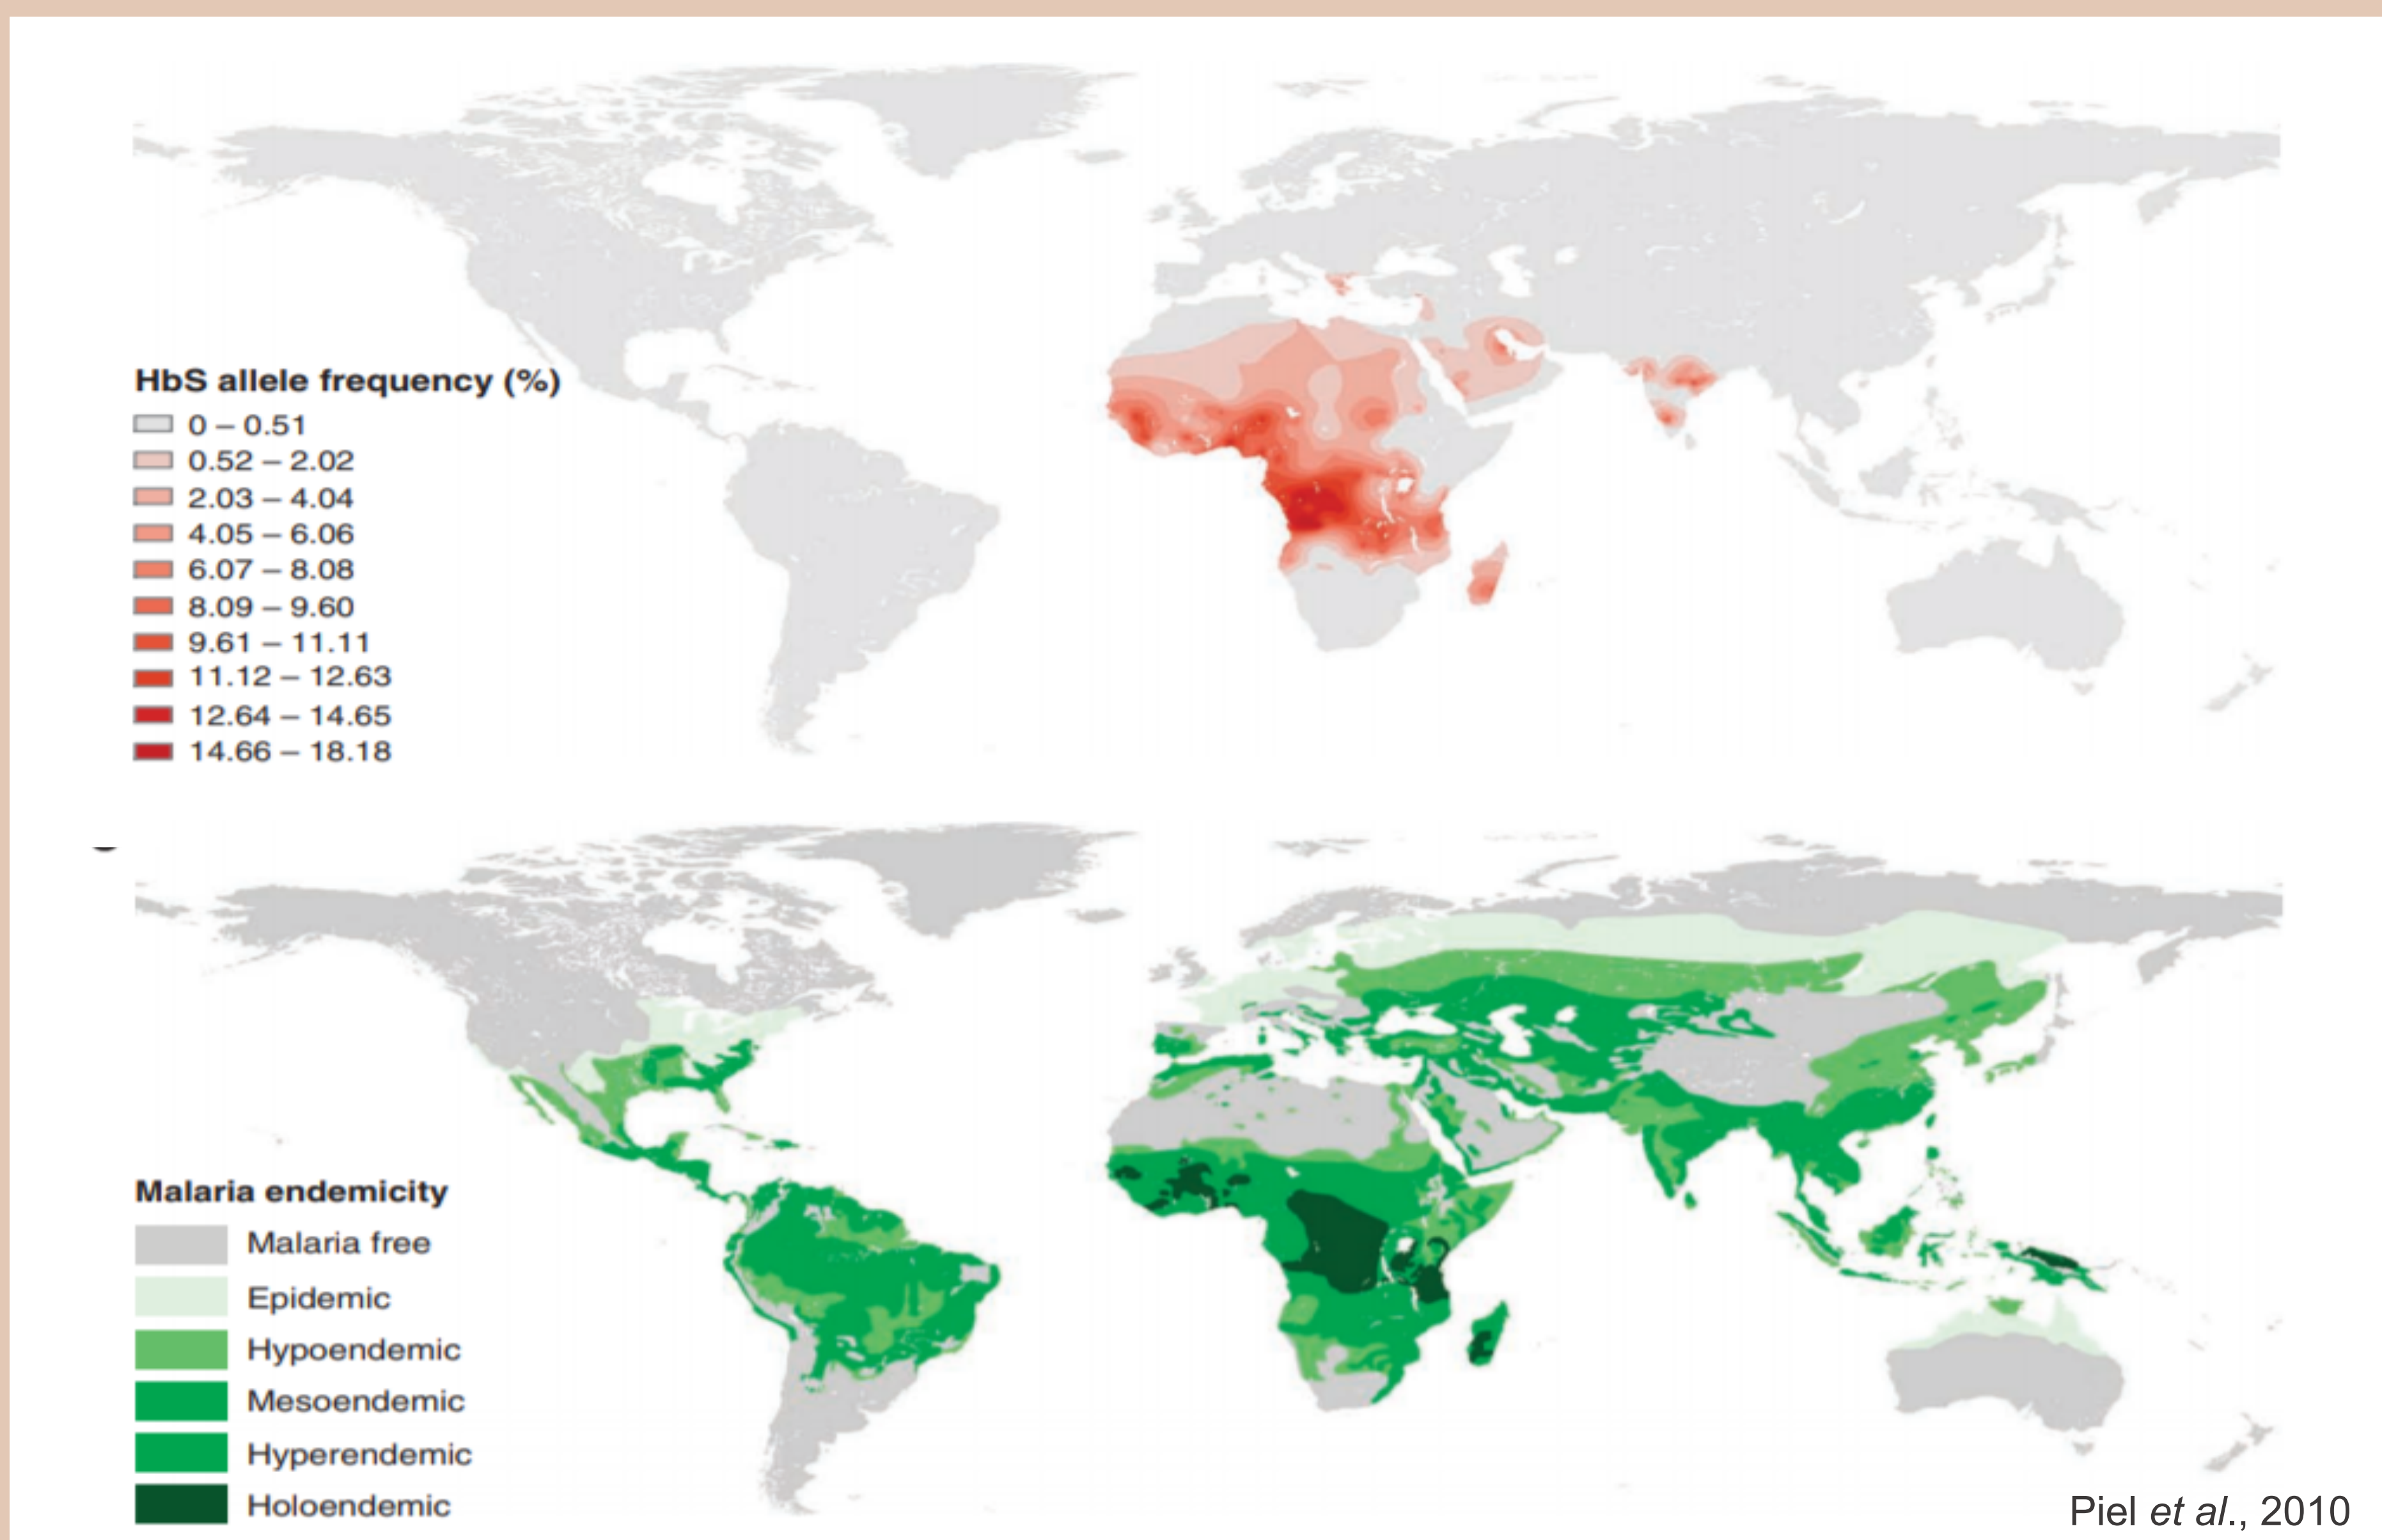 HbS allele frequency (%)
0 – 0.51
0.52 – 2.02
2.03 – 4.04
4.05 – 6.06
6.07 – 8.08
8.09 – 9.60
9.61 – 11.11
11.12 – 12.63
12.64 – 14.65
14.66 – 18.18
Malaria endemicity
Malaria free
Epidemic
Hypoendemic
Mesoendemic
Hyperendemic
Holoendemic
Piel et al., 2010